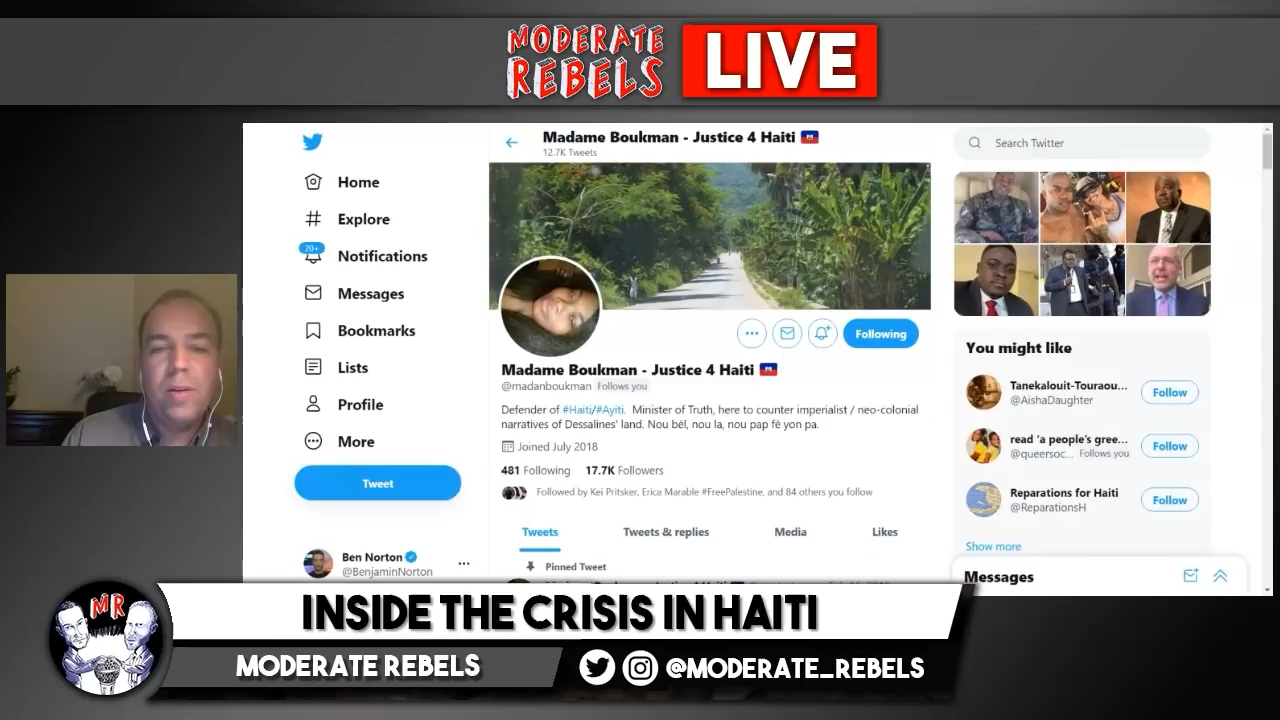 MODERATE
REBELS
LIVE
Madame Boukman - Justice 4 Haiti
12.7K Tweets
Search Twitter
Home
Explore
20+
Notifications
Messages
Bookmarks
Lists
Profile
More
Tweet
Ben Norton
@BenjaminNorton
Following
Madame Boukman - Justice 4 Haiti
@madanboukman Follows you
Defender of #Haiti/#Ayiti. Minister of Truth, here to counter imperialist / neo-colonial
narratives of Dessalines' land. Nou bèl, nou la, nou pap fè yon pa.
Joined July 2018
481 Following 17.7K Followers
Followed by Kei Pritsker, Erica Marable #FreePalestine, and 84 others you follow
Tweets Tweets & replies Media Likes
Pinned Tweet
You might like
Tanekalouit-Touraou...
@AishaDaughter
Follow
read ‘a people’s gree...
@queersoc... Follows you
Follow
Reparations for Haiti
@ReparationsH
Follow
Show more
Messages
MR
INSIDE THE CRISIS IN HAITI
MODERATE REBELS
@MODERATE_REBELS